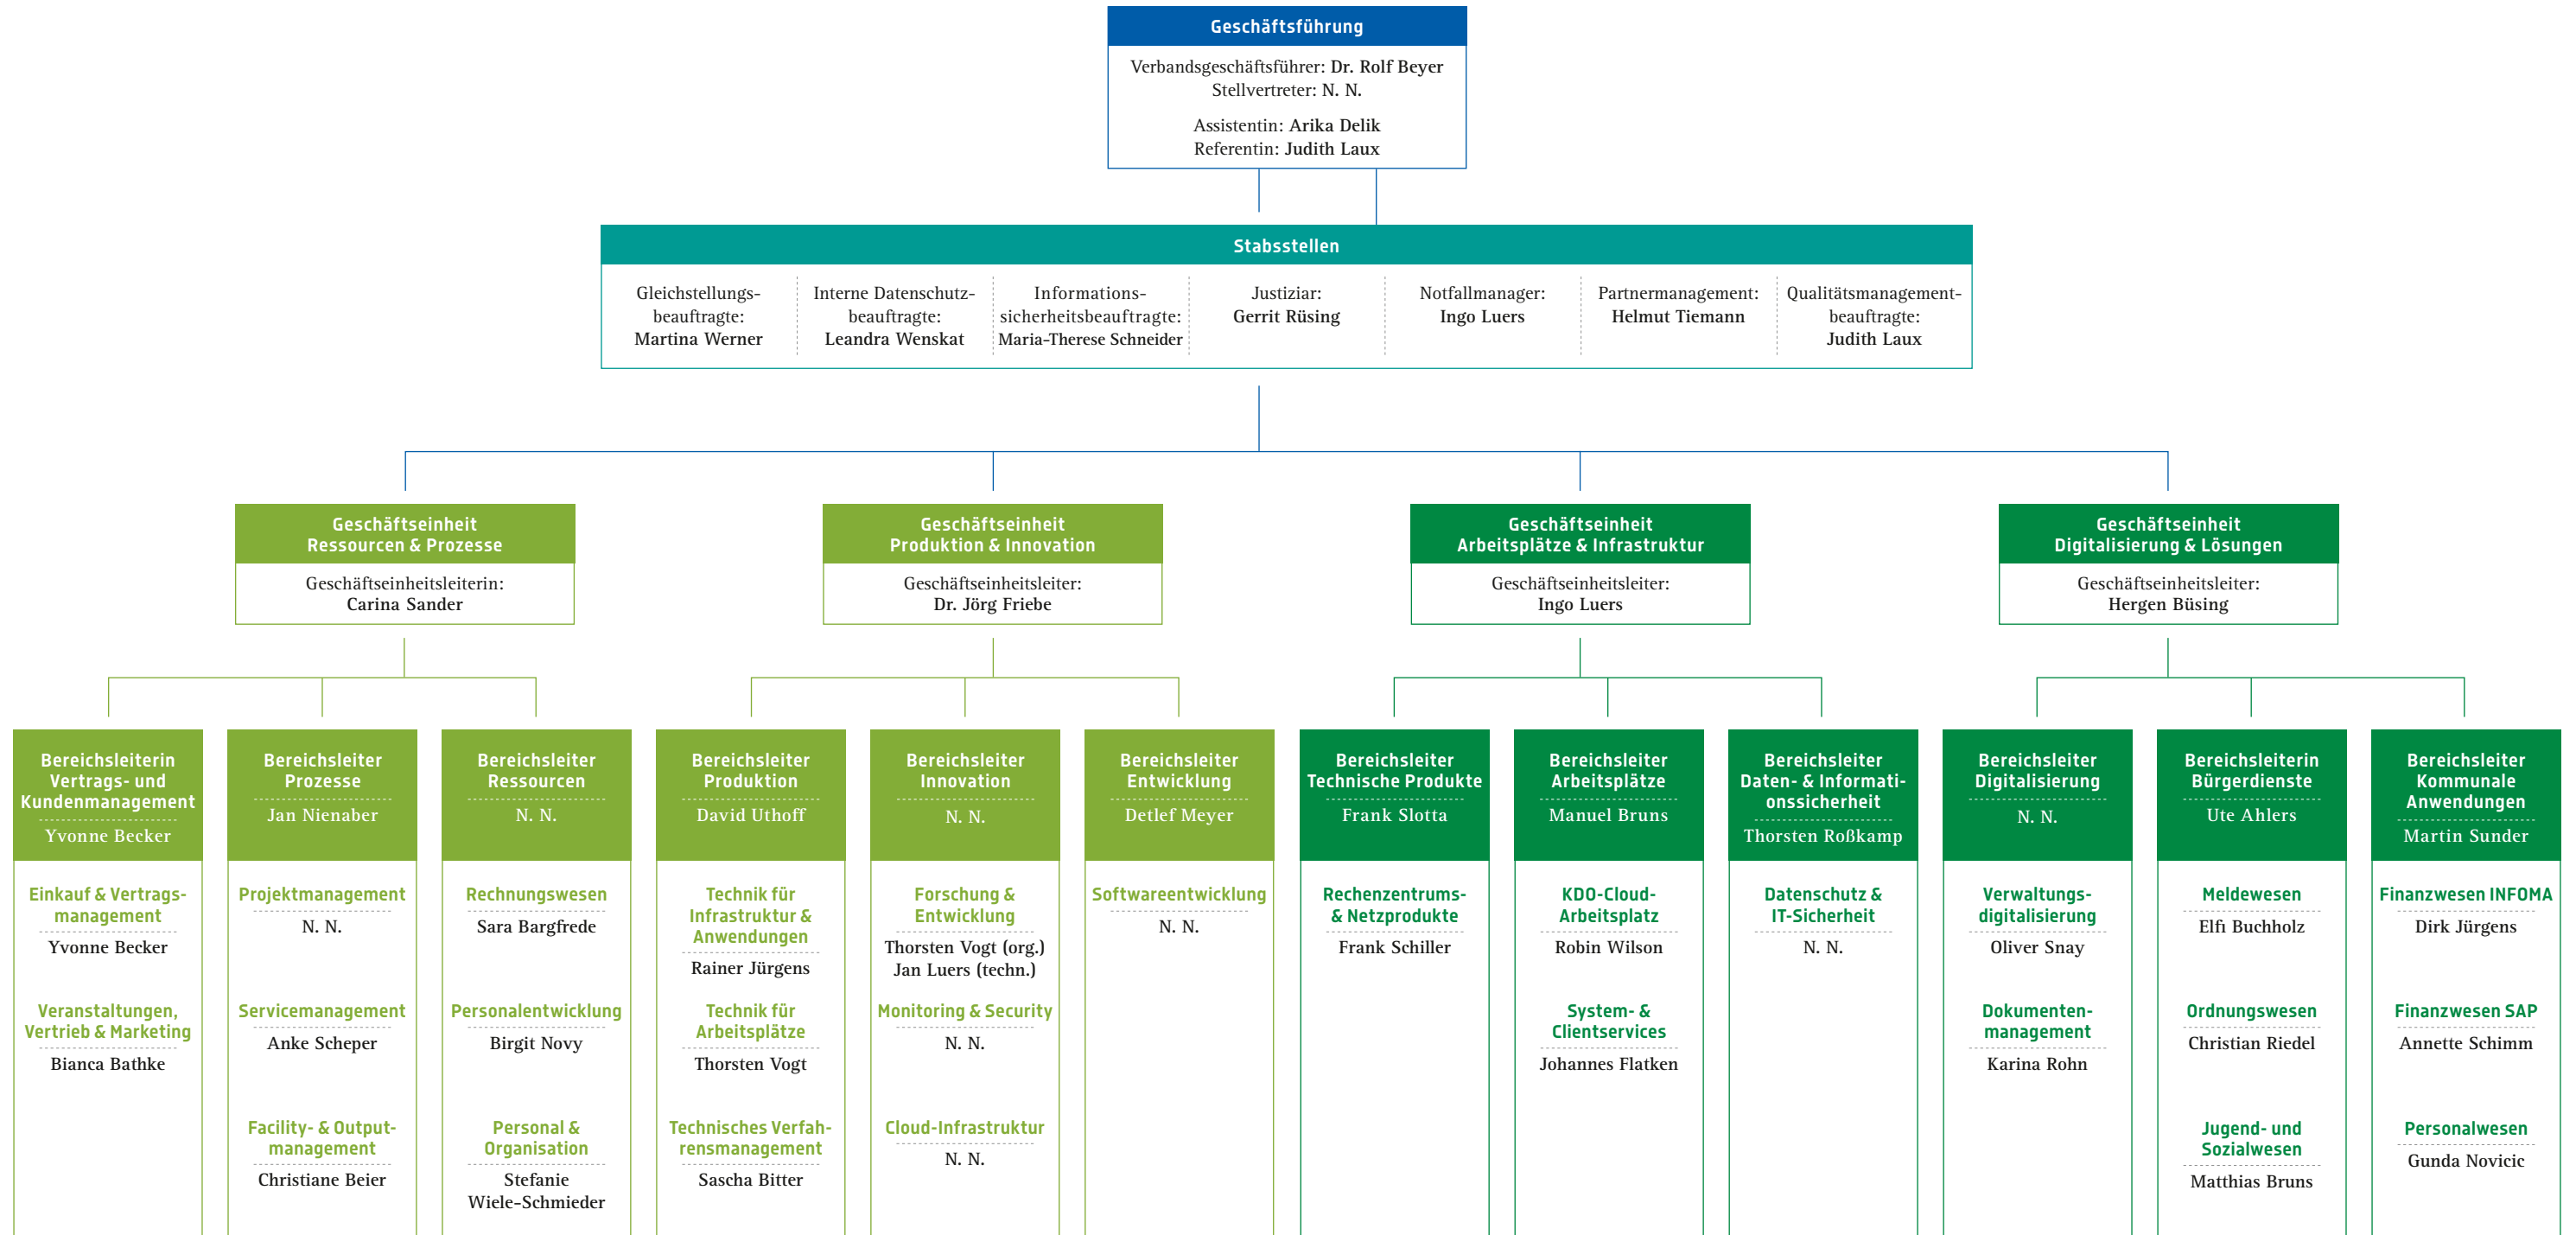 Geschäftsführung
Verbandsgeschäftsführer: Dr. Rolf Beyer
Stellvertreter: N. N.
Assistentin: Arika Delik
Referentin: Judith Laux
Stabsstellen
Gleichstellungs-
beauftragte:
Martina Werner
Interne Datenschutz-
beauftragte:
Leandra Wenskat
Informations-
sicherheitsbeauftragte:
Maria-Therese Schneider
Justiziar:
Gerrit Rüsing
Notfallmanager:
Ingo Luers
Partnermanagement:
Helmut Tiemann
Qualitätsmanagement-
beauftragte:
Judith Laux
Geschäftseinheit
Ressourcen & Prozesse
Geschäftseinheitsleiterin:
Carina Sander
Geschäftseinheit
Produktion & Innovation
Geschäftseinheitsleiter:
Dr. Jörg Friebe
Geschäftseinheit
Arbeitsplätze & Infrastruktur
Geschäftseinheitsleiter:
Ingo Luers
Geschäftseinheit
Digitalisierung & Lösungen
Geschäftseinheitsleiter:
Hergen Büsing
Bereichsleiterin
Vertrags- und
Kundenmanagement
Yvonne Becker
Einkauf & Vertrags-
management
Yvonne Becker
Veranstaltungen,
Vertrieb & Marketing
Bianca Bathke
Bereichsleiter
Prozesse
Jan Nienaber
Projektmanagement
N. N.
Servicemanagement
Anke Scheper
Facility- & Output-
management
Christiane Beier
Bereichsleiter
Ressourcen
N. N.
Rechnungswesen
Sara Bargfrede
Personalentwicklung
Birgit Novy
Personal &
Organisation
Stefanie
Wiele-Schmieder
Bereichsleiter
Produktion
David Uthoff
Technik für
Infrastruktur &
Anwendungen
Rainer Jürgens
Technik für
Arbeitsplätze
Thorsten Vogt
Technisches Verfah-
rensmanagement
Sascha Bitter
Bereichsleiter
Innovation
N. N.
Forschung &
Entwicklung
Thorsten Vogt (org.)
Jan Luers (techn.)
Monitoring & Security
N. N.
Cloud-Infrastruktur
N. N.
Bereichsleiter
Entwicklung
Detlef Meyer
Softwareentwicklung
N. N.
Bereichsleiter
Technische Produkte
Frank Slotta
Rechenzentrums-
& Netzprodukte
Frank Schiller
Bereichsleiter
Arbeitsplätze
Manuel Bruns
KDO-Cloud-
Arbeitsplatz
Robin Wilson
System- &
Clientservices
Johannes Flatken
Bereichsleiter
Daten- & Informati-
onssicherheit
Thorsten Roßkamp
Datenschutz &
IT-Sicherheit
N. N.
Bereichsleiter
Digitalisierung
N. N.
Verwaltungs-
digitalisierung
Oliver Snay
Dokumenten-
management
Karina Rohn
Bereichsleiterin
Bürgerdienste
Ute Ahlers
Meldewesen
Elfi Buchholz
Ordnungswesen
Christian Riedel
Jugend- und
Sozialwesen
Matthias Bruns
Bereichsleiter
Kommunale
Anwendungen
Martin Sunder
Finanzwesen INFOMA
Dirk Jürgens
Finanzwesen SAP
Annette Schimm
Personalwesen
Gunda Novicic